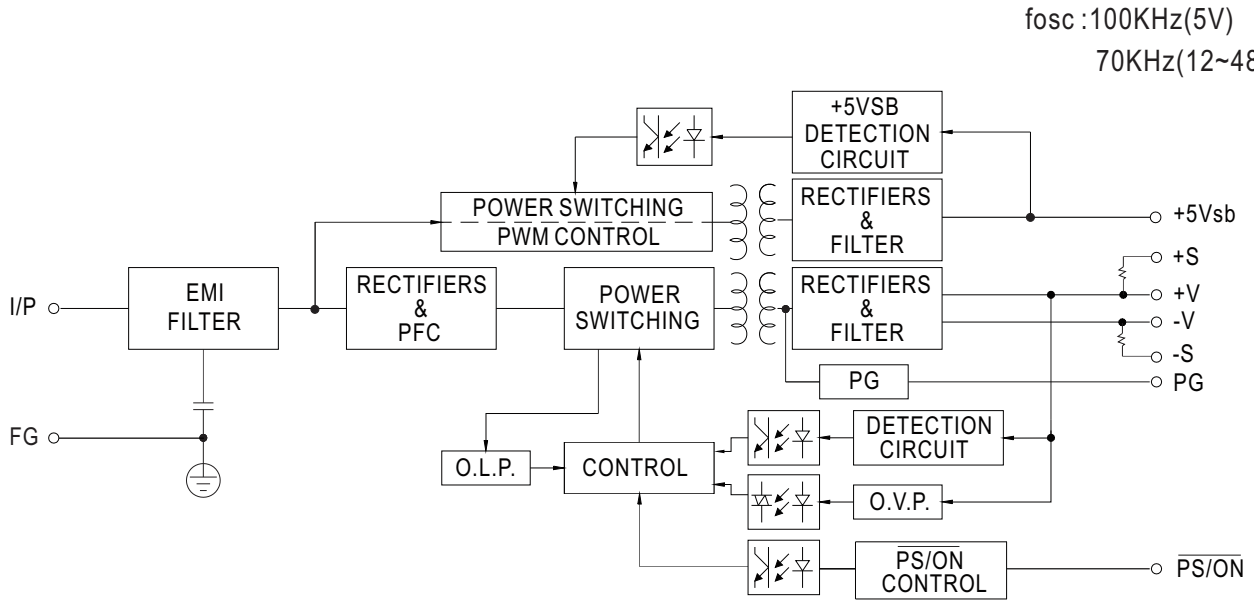 fosc :100KHz(5V)
70KHz(12~48
+5VSB
DETECTION
CIRCUIT
POWER SWITCHING
PWM CONTROL
RECTIFIERS
&
FILTER
+5Vsb
I/P
EMI
FILTER
RECTIFIERS
&
PFC
POWER
SWITCHING
RECTIFIERS
&
FILTER
+S
+V
-V
-S
PG
PG
FG
O.L.P.
CONTROL
DETECTION
CIRCUIT
O.V.P.
PS/ON
CONTROL
PS/ON